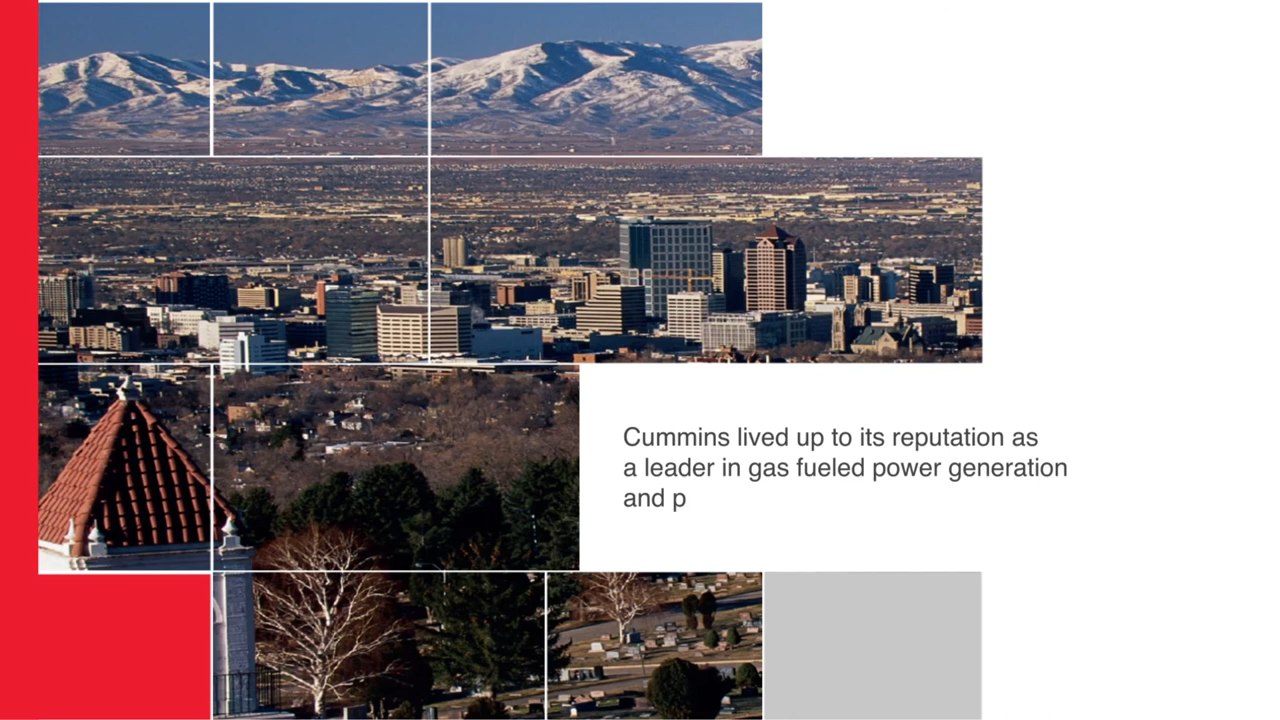 Cummins lived up to its reputation as
a leader in gas fueled power generation
and p